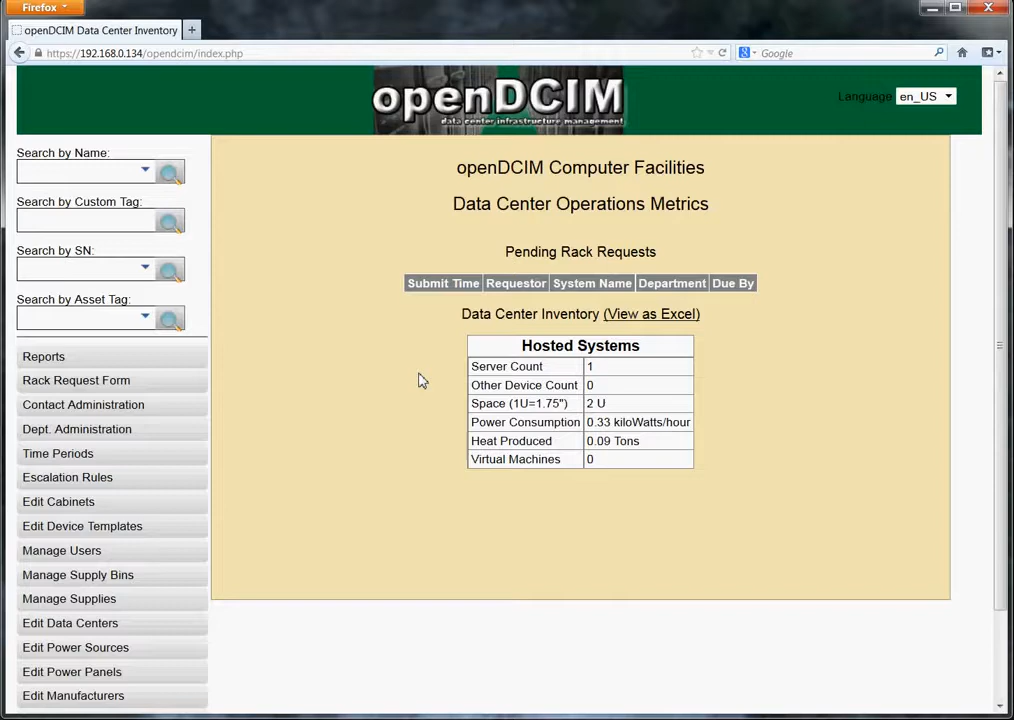 Firefox
openDCIM Data Center Inventory
https://192.168.0.134/opendcim/index.php
Google
openDCIM
data center infrastructure management
Language en_US
Search by Name:
Search by Custom Tag:
Search by SN:
Search by Asset Tag:
Reports
Rack Request Form
Contact Administration
Dept. Administration
Time Periods
Escalation Rules
Edit Cabinets
Edit Device Templates
Manage Users
Manage Supply Bins
Manage Supplies
Edit Data Centers
Edit Power Sources
Edit Power Panels
Edit Manufacturers
openDCIM Computer Facilities
Data Center Operations Metrics
Pending Rack Requests
Submit Time Requestor System Name Department Due By
Data Center Inventory (View as Excel)
Hosted Systems
Server Count 1
Other Device Count 0
Space (1U=1.75") 2 U
Power Consumption 0.33 kiloWatts/hour
Heat Produced 0.09 Tons
Virtual Machines 0